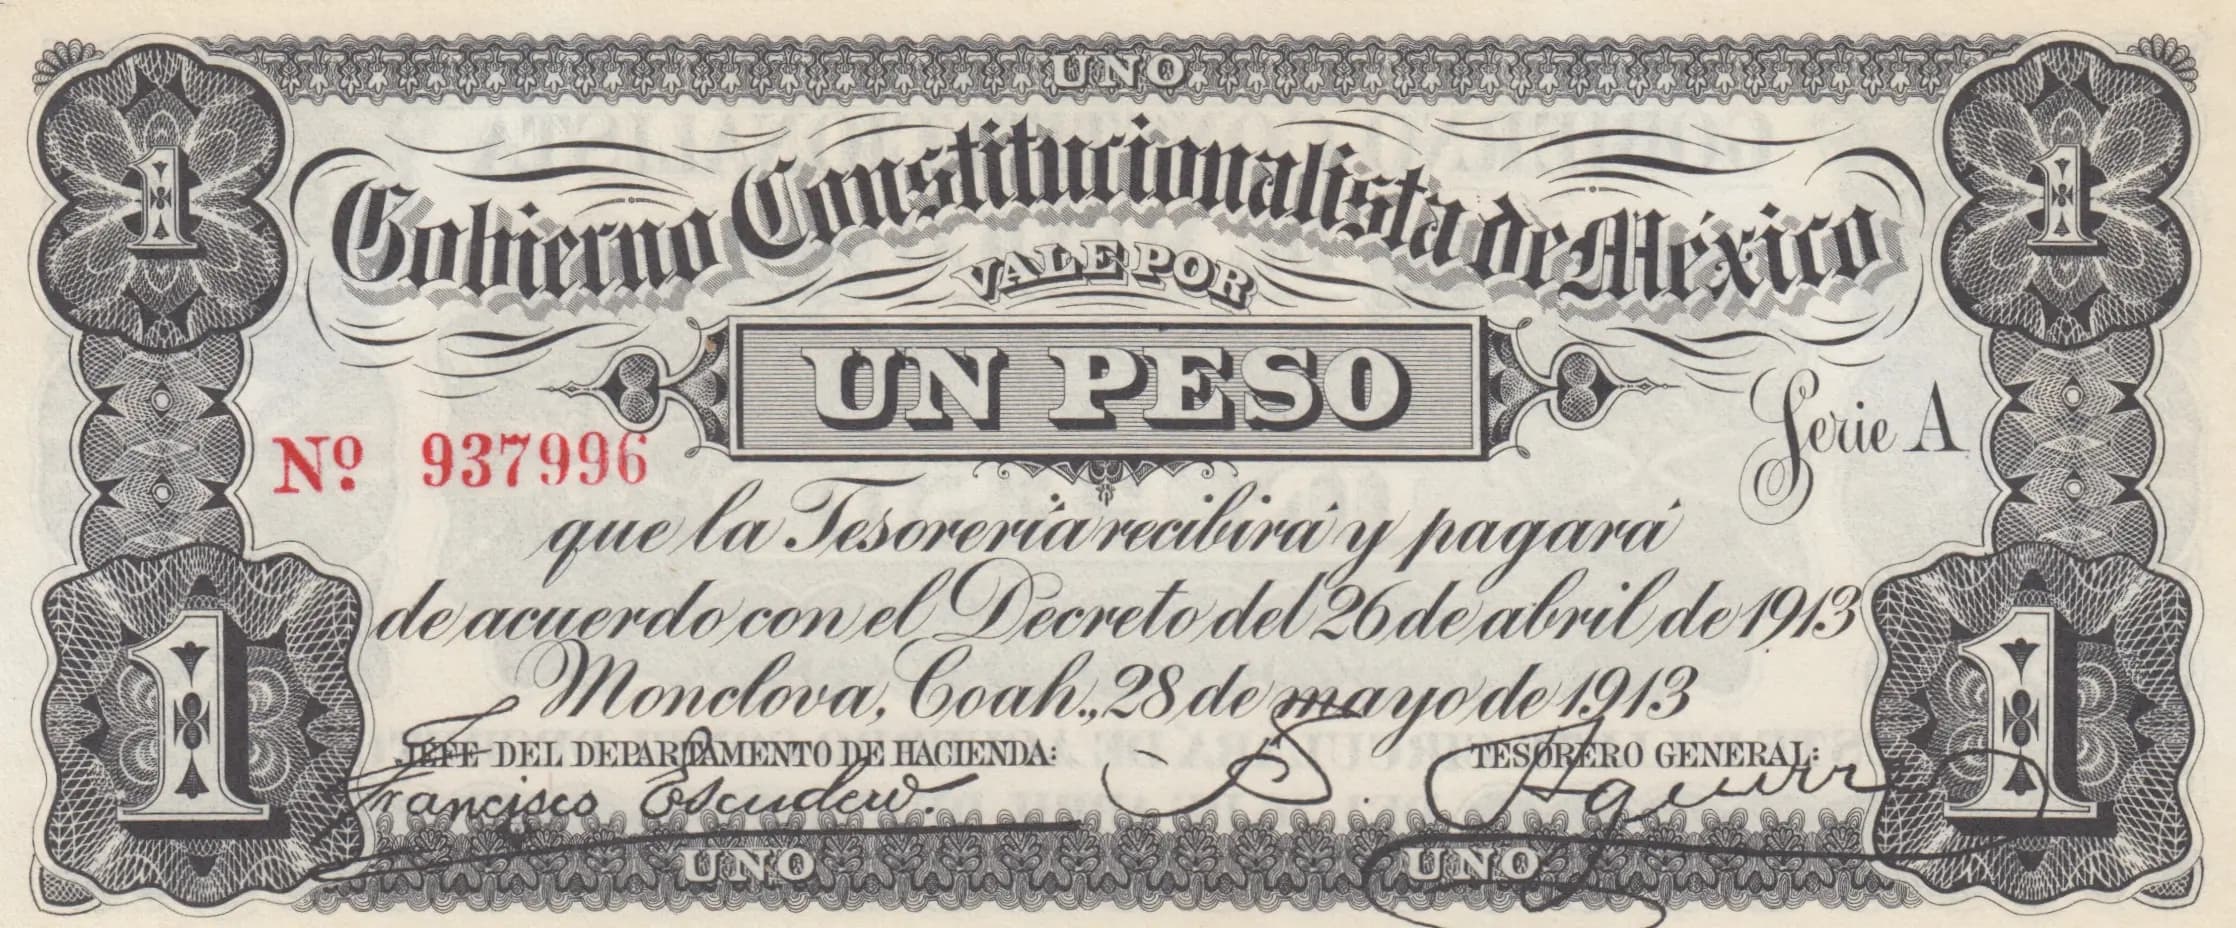 UNO
1 1
Gobierno Constitucionalista de México
VALE POR
UN PESO
Serie A
Nº 937996
que la Tesorería recibirá y pagará
de acuerdo con el Decreto del 26 de abril de 1913
Monclova, Coah., 28 de mayo de 1913
JEFE DEL DEPARTAMENTO DE HACIENDA: TESORERO GENERAL:
Francisco Escudero. S. Aguirre
1 1
UNO UNO